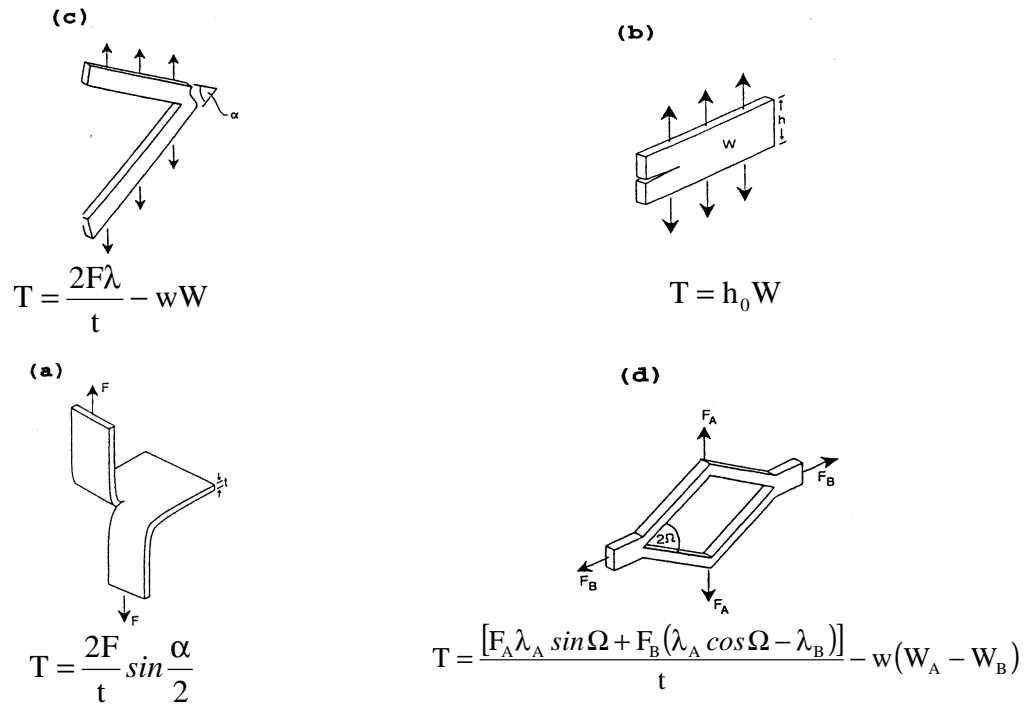 (c)
α
T = 2Fλ/t − wW
(b)
W
h
T = h₀W
(a)
F
t
F
T = 2F/t sin α/2
(d)
F_A
F_B
2Ω
F_B
F_A
T = [F_Aλ_A sinΩ + F_B(λ_A cosΩ − λ_B)]/t − w(W_A − W_B)